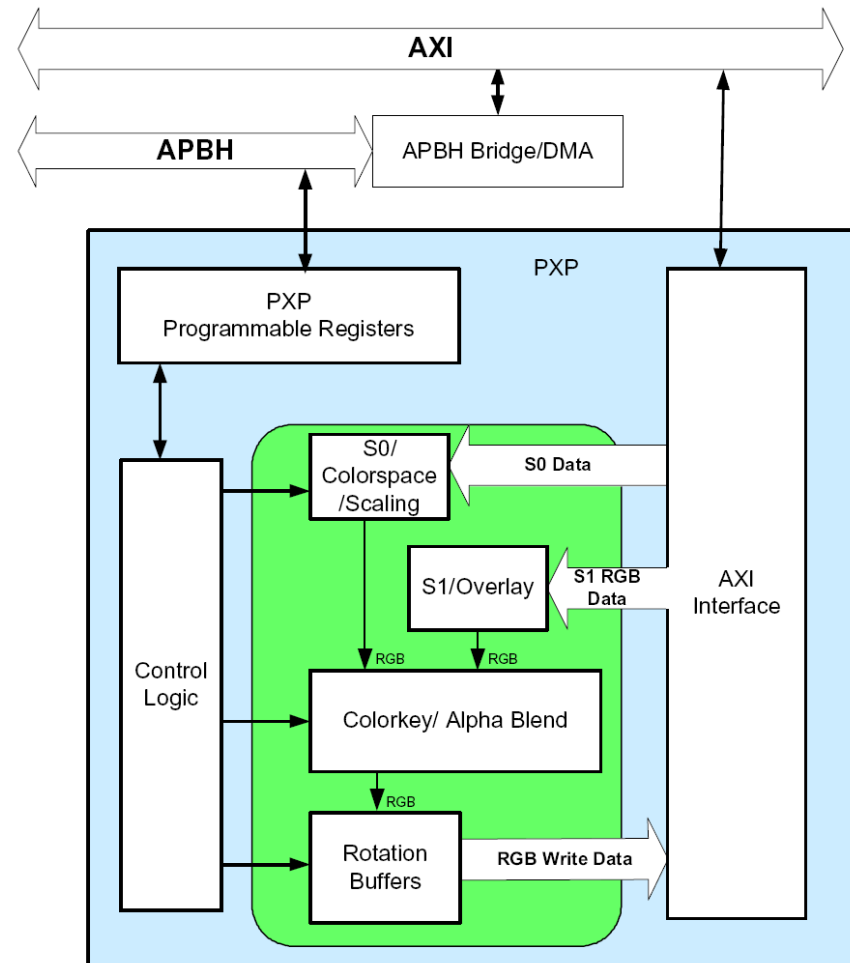 AXI
APBH
APBH Bridge/DMA
PXP
PXP
Programmable Registers
S0/
Colorspace
/Scaling
S0 Data
S1/Overlay
S1 RGB
Data
AXI
Interface
Control
Logic
RGB
RGB
Colorkey/ Alpha Blend
RGB
Rotation
Buffers
RGB Write Data